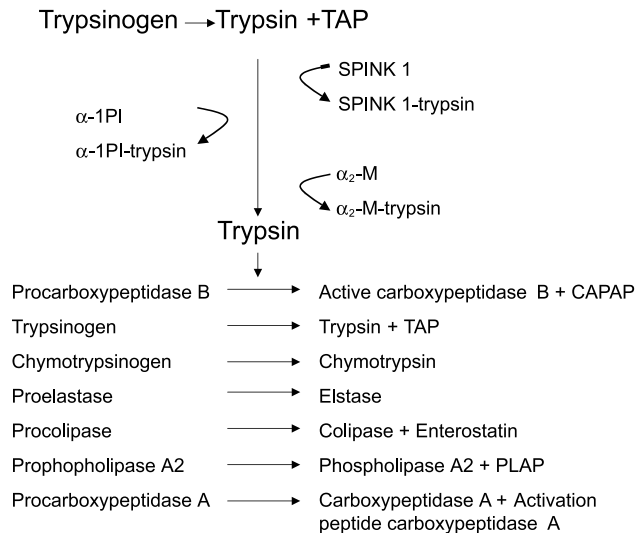 Trypsinogen Trypsin +TAP
SPINK 1
SPINK 1-trypsin
α-1PI
α-1PI-trypsin
α₂-M
α₂-M-trypsin
Trypsin
Procarboxypeptidase B Active carboxypeptidase B + CAPAP
Trypsinogen Trypsin + TAP
Chymotrypsinogen Chymotrypsin
Proelastase Elstase
Procolipase Colipase + Enterostatin
Prophopholipase A2 Phospholipase A2 + PLAP
Procarboxypeptidase A Carboxypeptidase A + Activation
peptide carboxypeptidase A